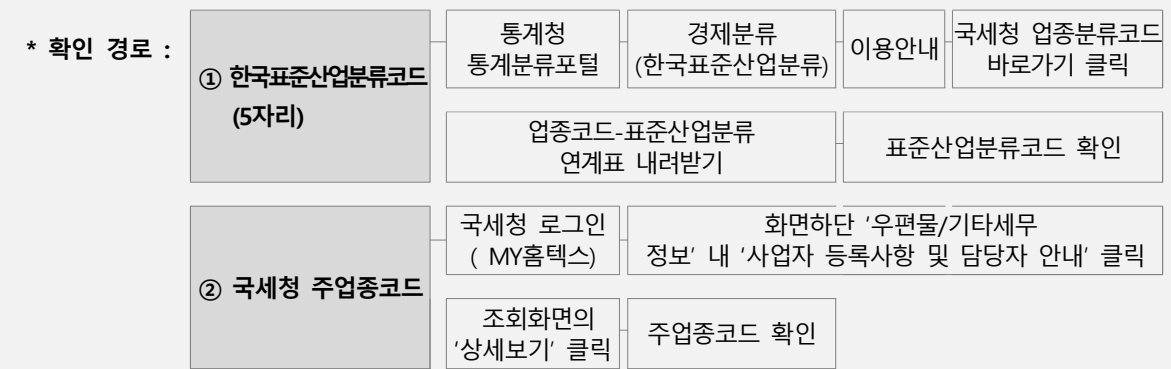 * 확인 경로 :
① 한국표준산업분류코드
(5자리)
통계청
통계분류포털
경제분류
(한국표준산업분류)
이용안내
국세청 업종분류코드
바로가기 클릭
업종코드-표준산업분류
연계표 내려받기
표준산업분류코드 확인
② 국세청 주업종코드
국세청 로그인
( MY홈텍스)
화면하단 '우편물/기타세무
정보' 내 '사업자 등록사항 및 담당자 안내' 클릭
조회화면의
'상세보기' 클릭
주업종코드 확인